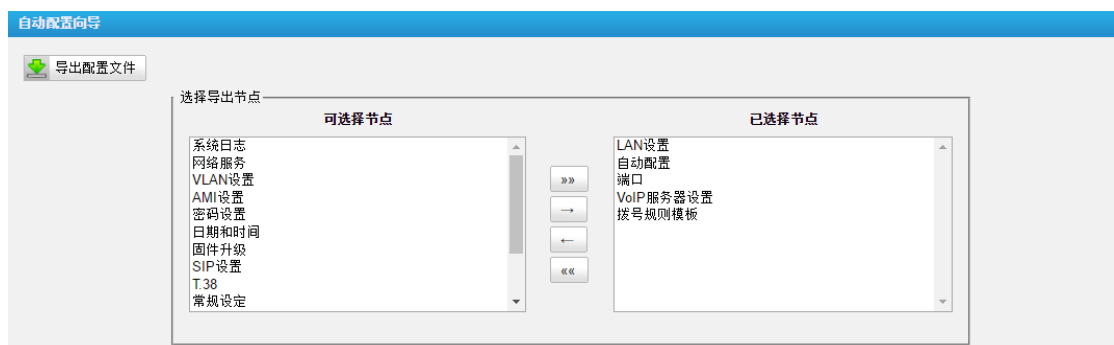 自动配置向导
导出配置文件
选择导出节点
可选择节点
已选择节点
系统日志
网络服务
VLAN设置
AMI设置
密码设置
日期和时间
固件升级
SIP设置
T.38
常规设定
»»
→
←
««
LAN设置
自动配置
端口
VoIP服务器设置
拨号规则模板